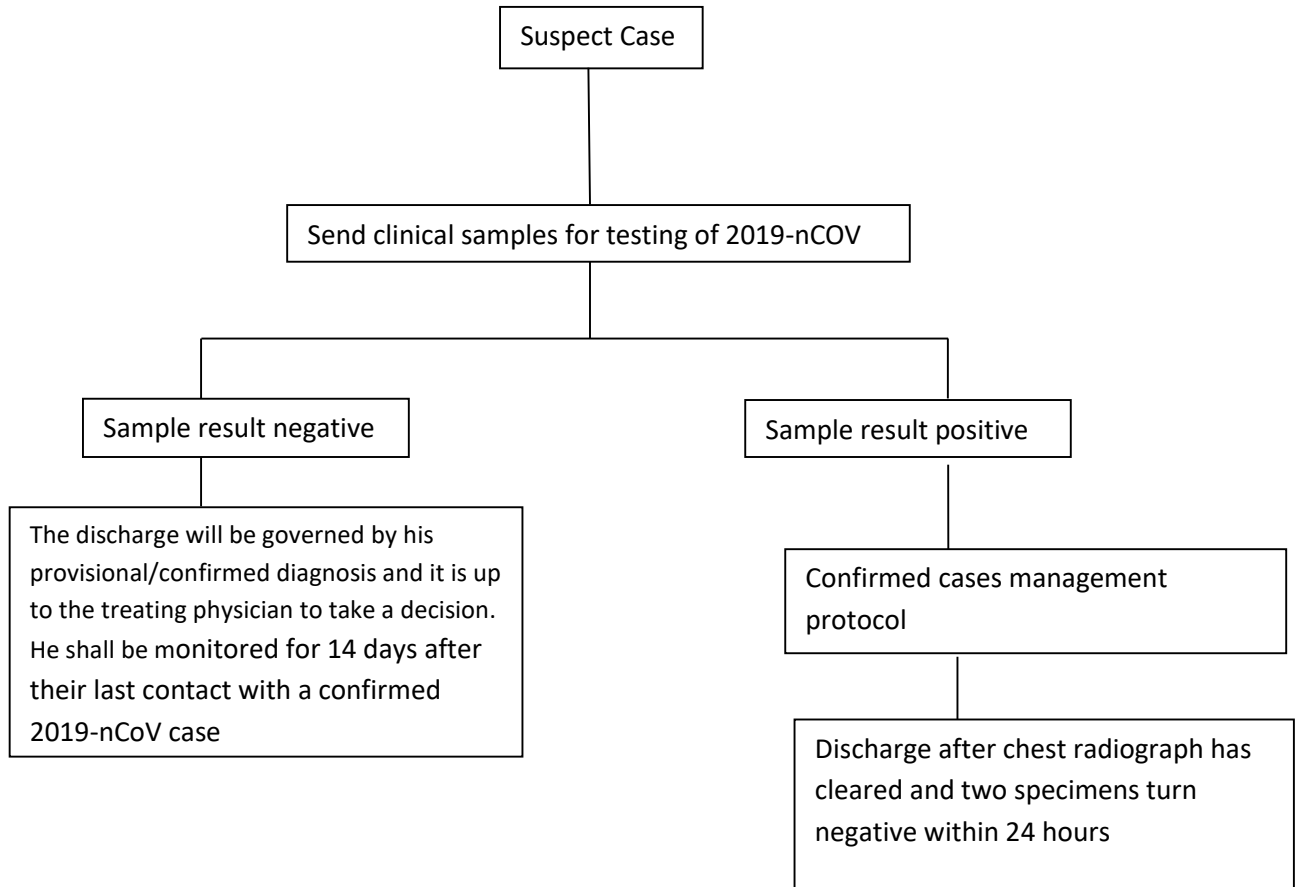 Suspect Case
Send clinical samples for testing of 2019-nCOV
Sample result negative
Sample result positive
The discharge will be governed by his
provisional/confirmed diagnosis and it is up
to the treating physician to take a decision.
He shall be monitored for 14 days after
their last contact with a confirmed
2019-nCoV case
Confirmed cases management
protocol
Discharge after chest radiograph has
cleared and two specimens turn
negative within 24 hours